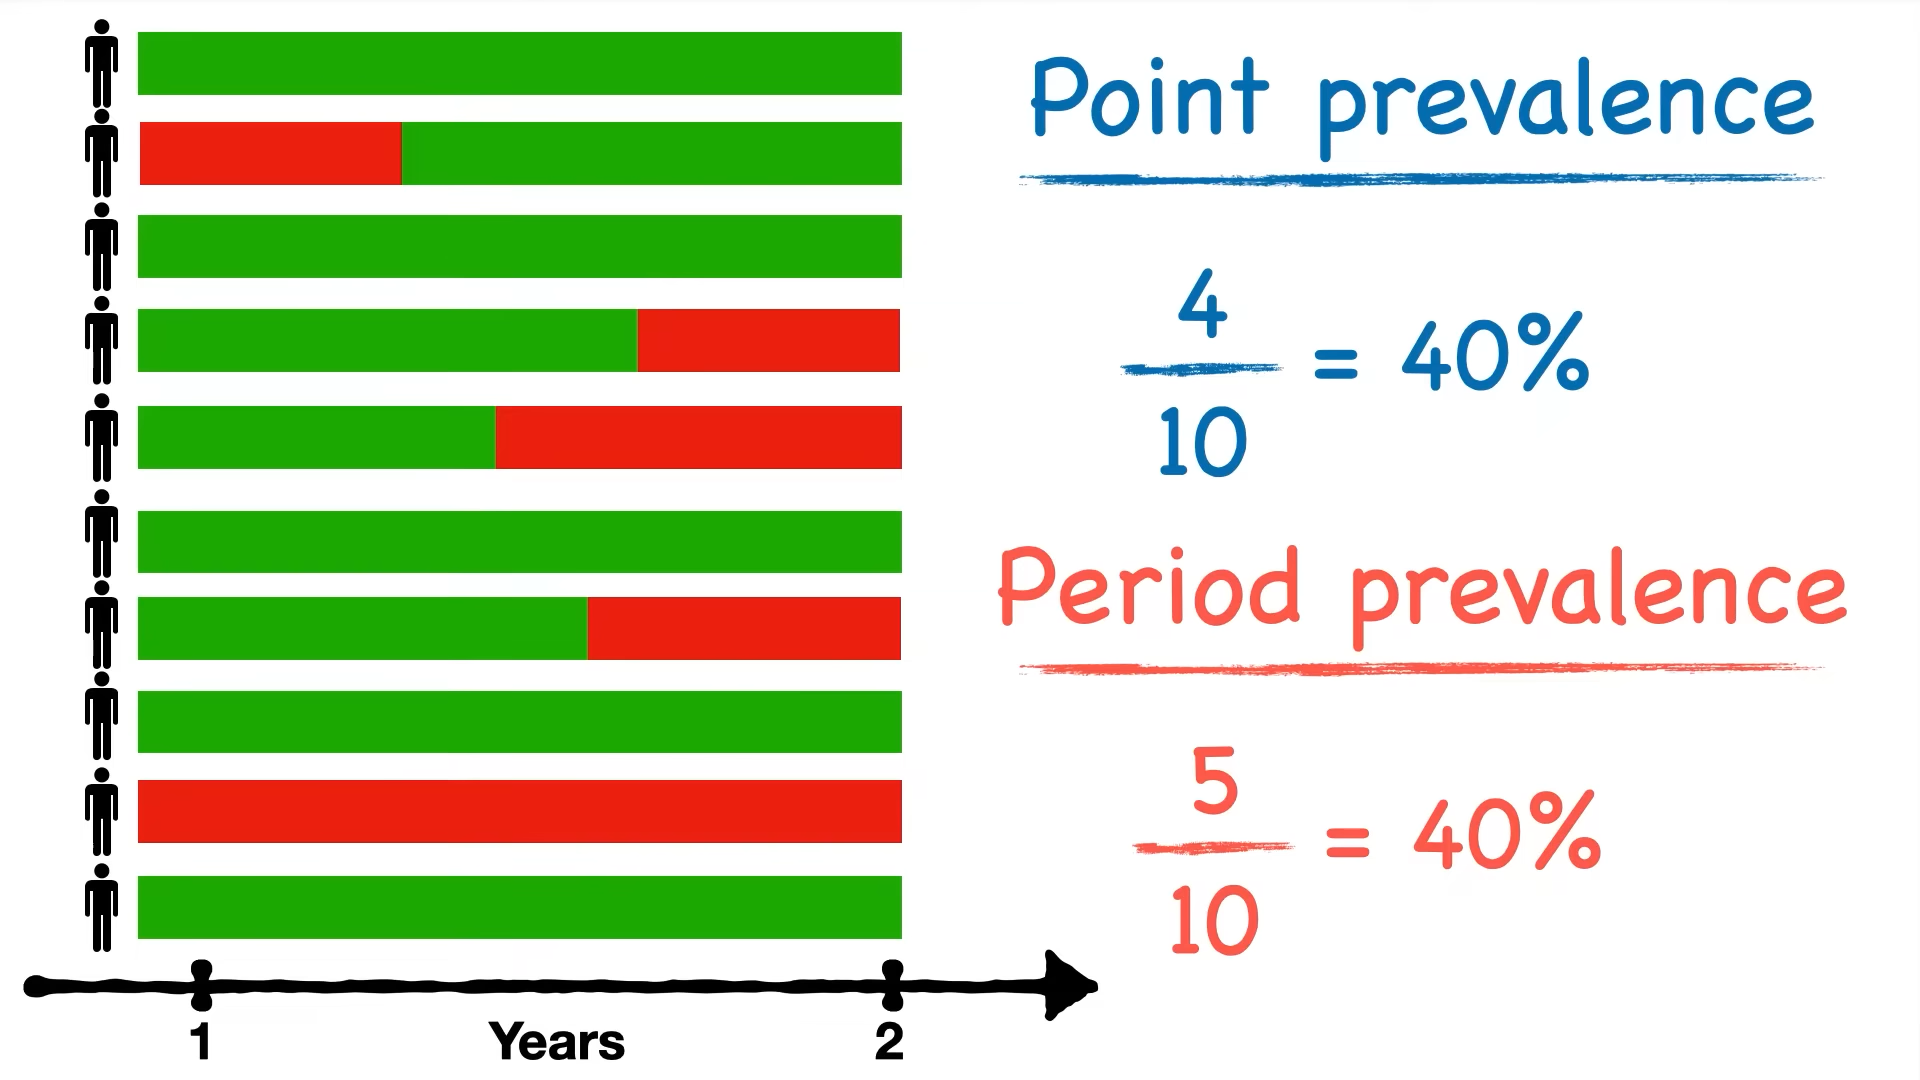 Point prevalence
4
10
= 40%
Period prevalence
5
10
= 40%
1 Years 2